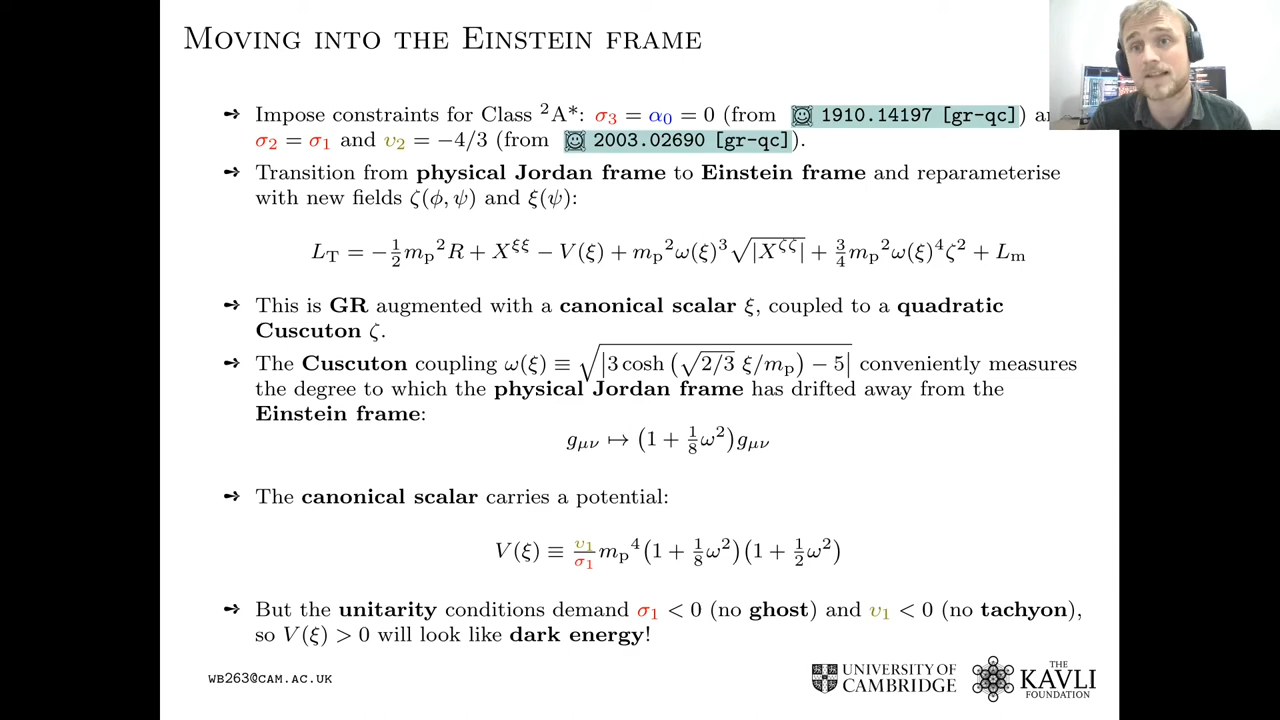 Moving into the Einstein frame
➺ Impose constraints for Class ²A*: σ₃ = α₀ = 0 (from 1910.14197 [gr-qc])
σ₂ = σ₁ and υ₂ = −4/3 (from 2003.02690 [gr-qc]).
➺ Transition from physical Jordan frame to Einstein frame and reparameterise
with new fields ζ(ϕ, ψ) and ξ(ψ):
L_T = −½m_p²R + X^{ξξ} − V(ξ) + m_p²ω(ξ)³√|X^{ζζ}| + ¾m_p²ω(ξ)⁴ζ² + L_m
➺ This is GR augmented with a canonical scalar ξ, coupled to a quadratic
Cuscuton ζ.
➺ The Cuscuton coupling ω(ξ) ≡ √|3 cosh (√2/3 ξ/m_p) − 5| conveniently measures
the degree to which the physical Jordan frame has drifted away from the
Einstein frame:
g_{μν} ↦ (1 + ⅛ω²)g_{μν}
➺ The canonical scalar carries a potential:
V(ξ) ≡ υ₁/σ₁ m_p⁴(1 + ⅛ω²)(1 + ½ω²)
➺ But the unitarity conditions demand σ₁ < 0 (no ghost) and υ₁ < 0 (no tachyon),
so V(ξ) > 0 will look like dark energy!
wb263@cam.ac.uk
UNIVERSITY OF
CAMBRIDGE
THE
KAVLI
FOUNDATION